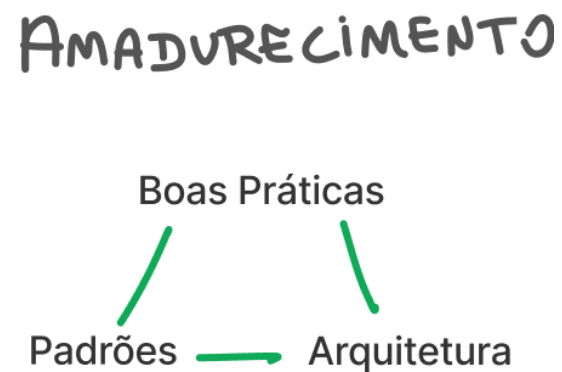 AMADURECIMENTO
Boas Práticas
Padrões
Arquitetura